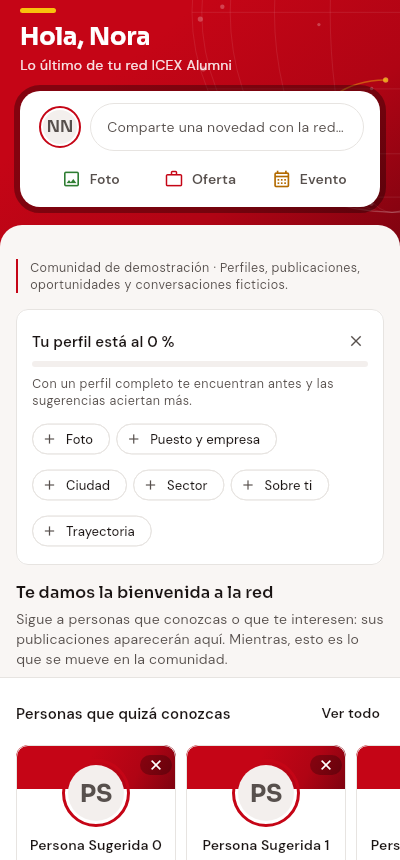 Hola, Nora
Lo último de tu red ICEX Alumni
NN
Comparte una novedad con la red...
Foto
Oferta
Evento
Comunidad de demostración · Perfiles, publicaciones,
oportunidades y conversaciones ficticios.
Tu perfil está al 0 %
Con un perfil completo te encuentran antes y las
sugerencias aciertan más.
+ Foto
+ Puesto y empresa
+ Ciudad
+ Sector
+ Sobre ti
+ Trayectoria
Te damos la bienvenida a la red
Sigue a personas que conozcas o que te interesen: sus
publicaciones aparecerán aquí. Mientras, esto es lo
que se mueve en la comunidad.
Personas que quizá conozcas
Ver todo
PS
PS
Persona Sugerida 0
Persona Sugerida 1
Pers